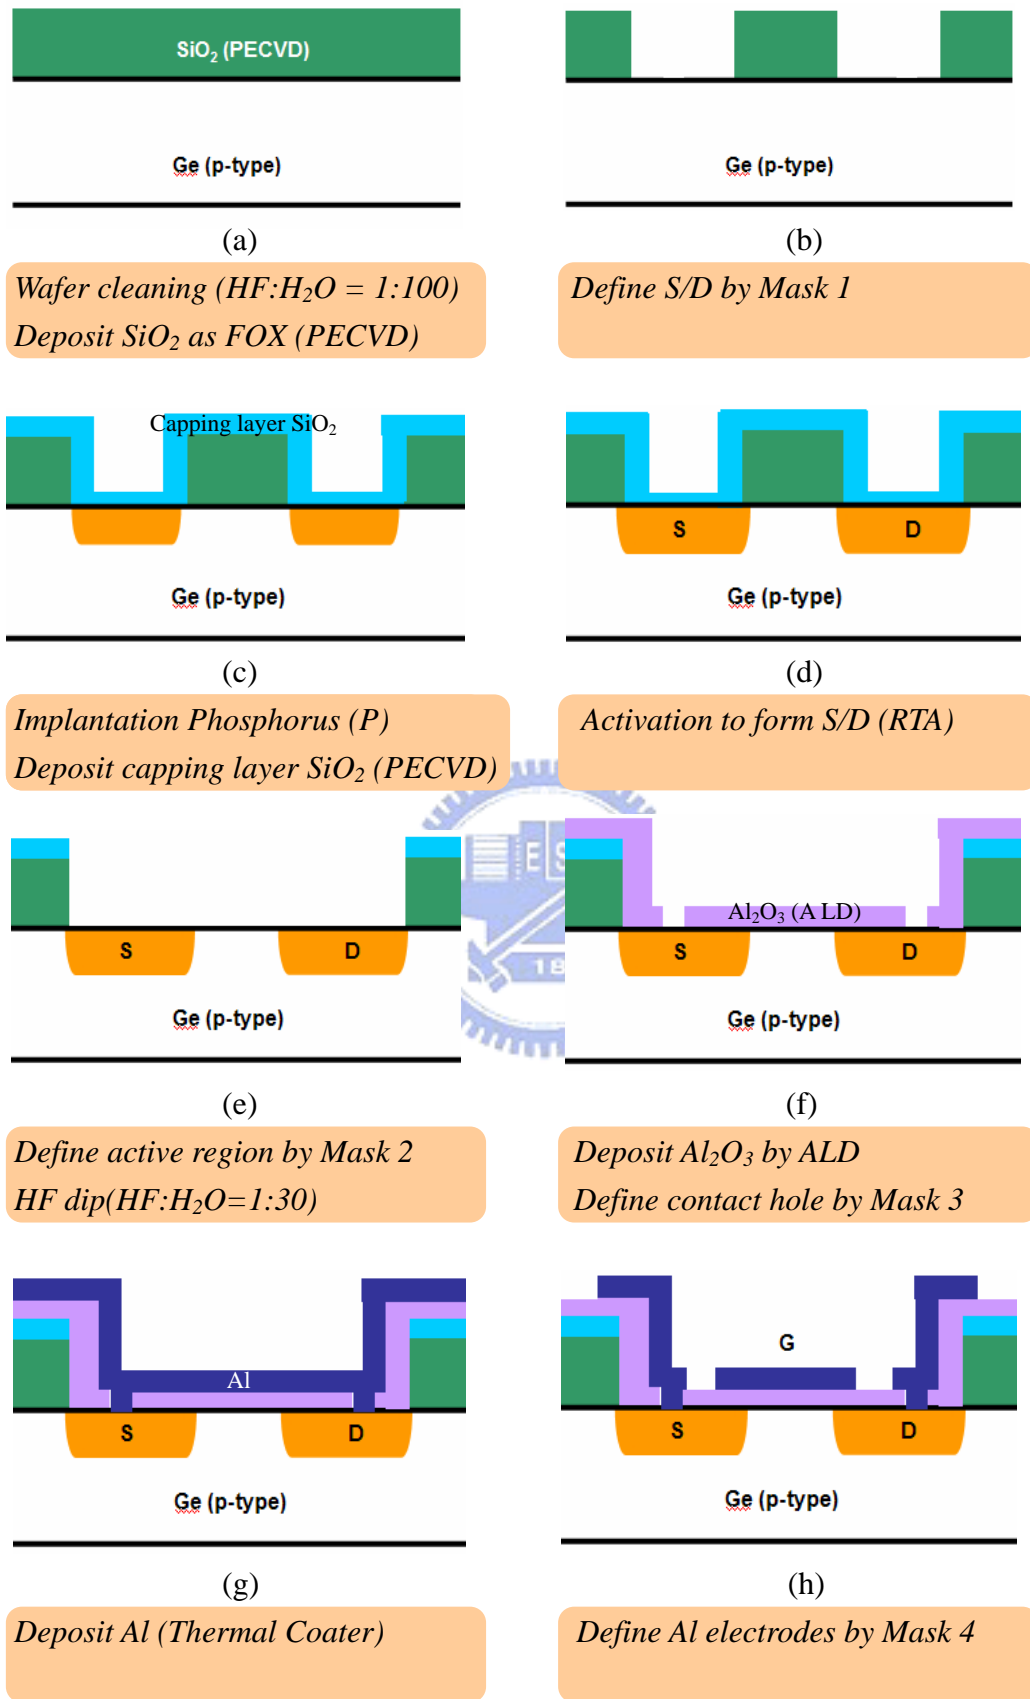 SiO₂ (PECVD)
Ge (p-type)
Ge (p-type)
(a)
(b)
Wafer cleaning (HF:H₂O = 1:100)
Deposit SiO₂ as FOX (PECVD)
Define S/D by Mask 1
Capping layer SiO₂
Ge (p-type)
S
D
Ge (p-type)
(c)
(d)
Implantation Phosphorus (P)
Deposit capping layer SiO₂ (PECVD)
Activation to form S/D (RTA)
S
D
Ge (p-type)
E S
18
Al₂O₃ (A LD)
S
D
Ge (p-type)
(e)
(f)
Define active region by Mask 2
HF dip(HF:H₂O=1:30)
Deposit Al₂O₃ by ALD
Define contact hole by Mask 3
Al
S
D
Ge (p-type)
G
S
D
Ge (p-type)
(g)
(h)
Deposit Al (Thermal Coater)
Define Al electrodes by Mask 4